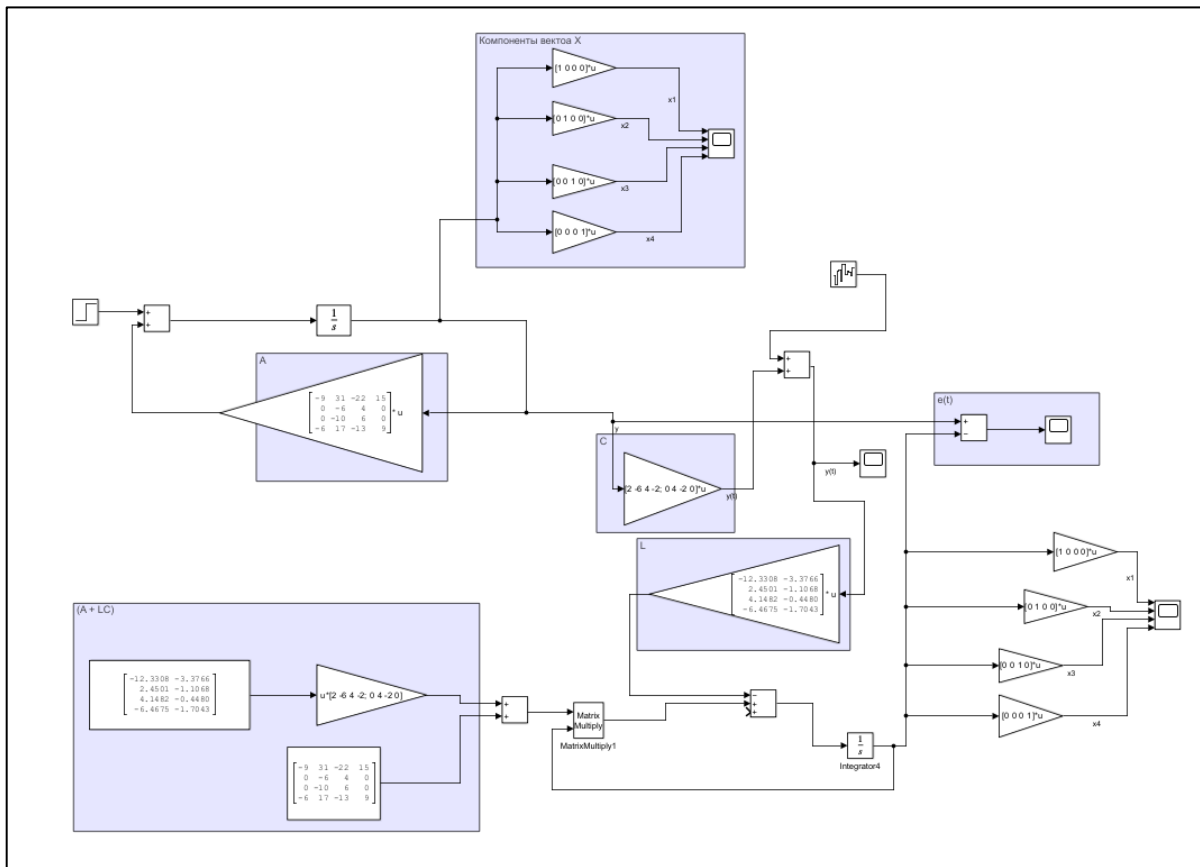 Компоненты вектоа X
[1 0 0 0]*u
x1
[0 1 0 0]*u
x2
[0 0 1 0]*u
x3
[0 0 0 1]*u
x4
+
+
1
s
A
-9 31 -22 15
0 -6 4 0
0 -10 6 0
-6 17 -13 9
* u
+
+
y
C
[2 -6 4 -2; 0 4 -2 0]*u
y(t)
y(t)
e(t)
+
−
L
-12.3308 -3.3766
2.4501 -1.1068
4.1482 -0.4480
-6.4675 -1.7043
* u
[1 0 0 0]*u
x1
[0 1 0 0]*u
x2
[0 0 1 0]*u
x3
[0 0 0 1]*u
x4
(A + LC)
-12.3308 -3.3766
2.4501 -1.1068
4.1482 -0.4480
-6.4675 -1.7043
u*[2 -6 4 -2; 0 4 -2 0]
-9 31 -22 15
0 -6 4 0
0 -10 6 0
-6 17 -13 9
+
+
Matrix
Multiply
MatrixMultiply1
−
+
+
1
s
Integrator4